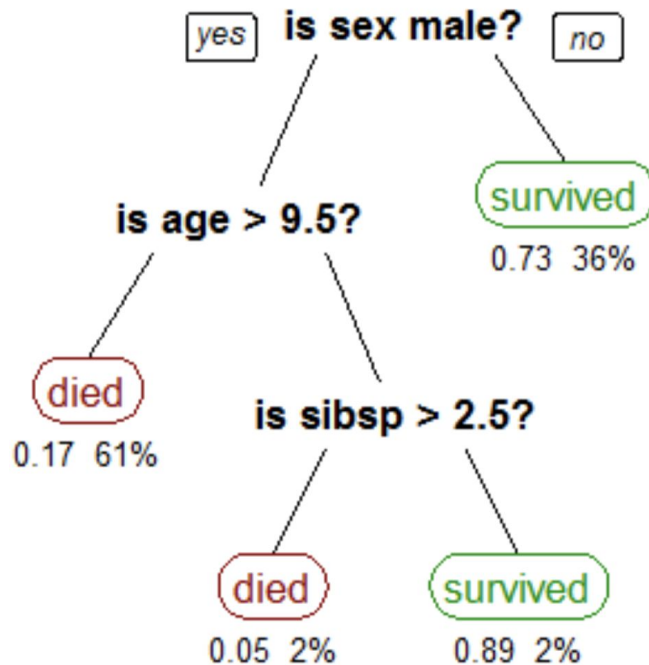 yes is sex male? no
survived
is age > 9.5?
0.73 36%
died
is sibsp > 2.5?
0.17 61%
died survived
0.05 2% 0.89 2%